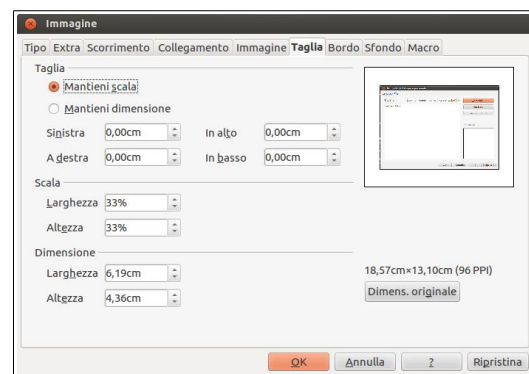 Immagine
Tipo Extra Scorrimento Collegamento Immagine Taglia Bordo Sfondo Macro
Taglia
Mantieni scala
Mantieni dimensione
Sinistra 0,00cm In alto 0,00cm
A destra 0,00cm In basso 0,00cm
Scala
Larghezza 33%
Altezza 33%
Dimensione
Larghezza 6,19cm 18,57cm×13,10cm (96 PPI)
Altezza 4,36cm Dimens. originale
OK Annulla ? Ripristina